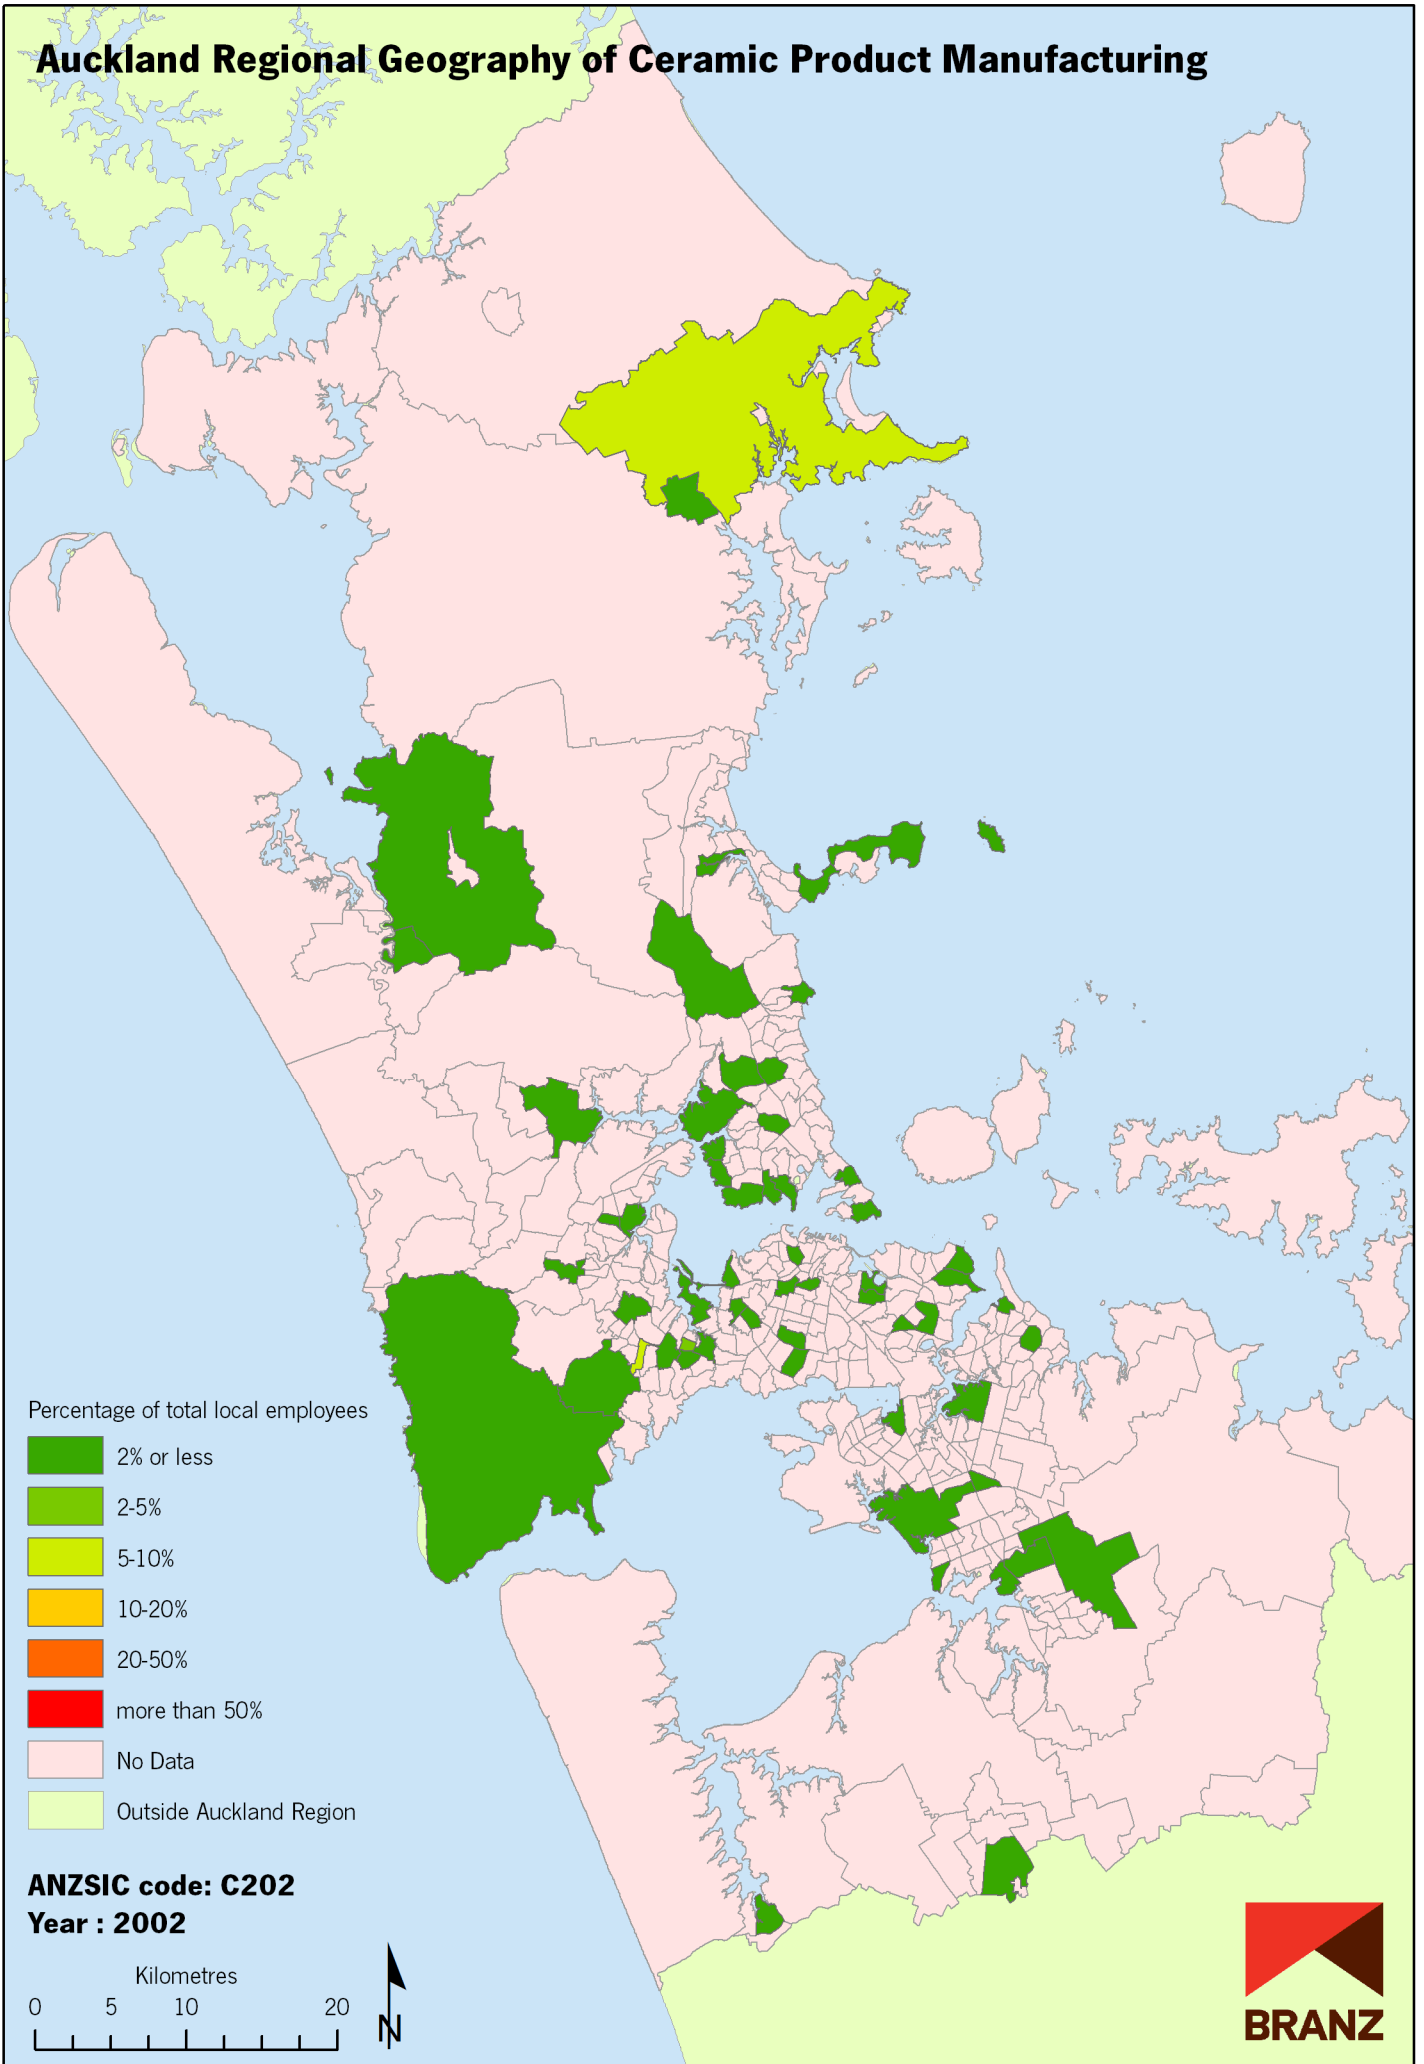 Auckland Regional Geography of Ceramic Product Manufacturing
Percentage of total local employees
2% or less
2-5%
5-10%
10-20%
20-50%
more than 50%
No Data
Outside Auckland Region
ANZSIC code: C202
Year : 2002
Kilometres
0 5 10 20
N
BRANZ